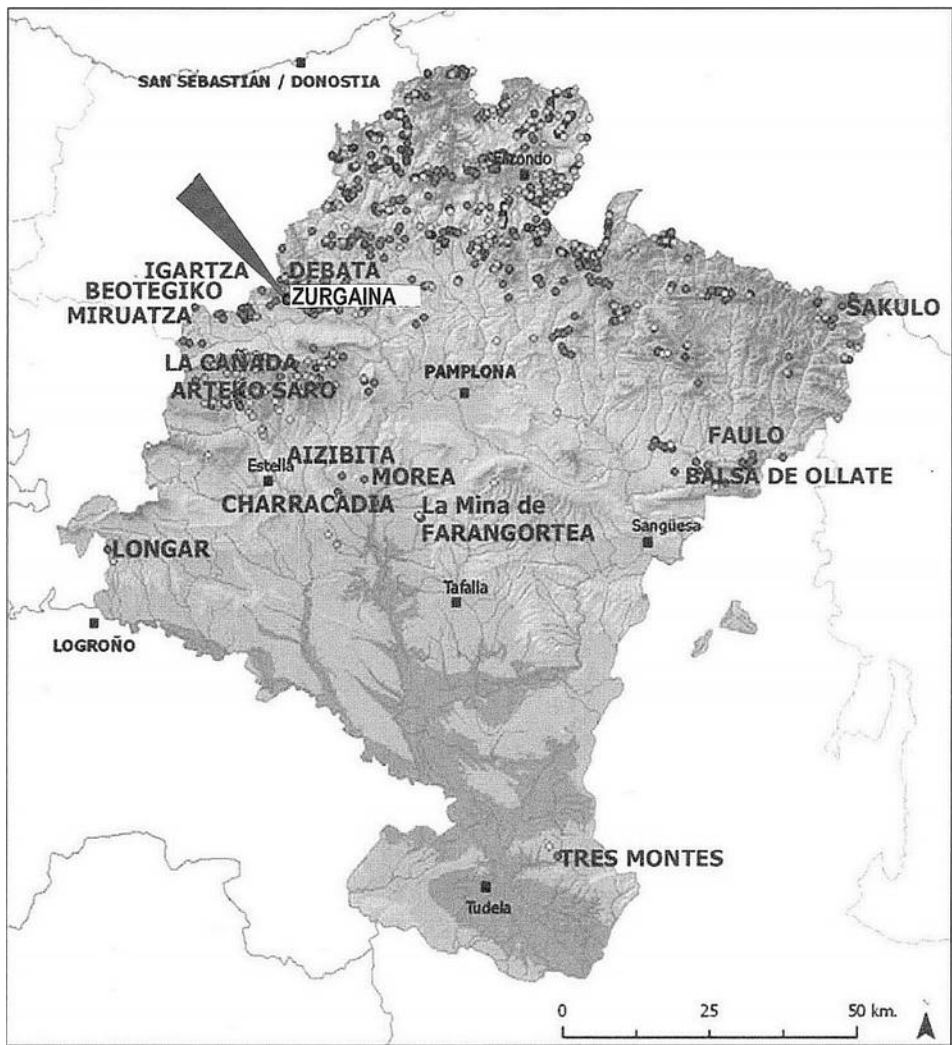 SAN SEBASTIÁN / DONOSTIA
Elizondo
IGARTZA
DEBATA
BEOTEGIKO
ZURGAINA
MIRUATZA
SAKULO
LA CAÑADA
ARTEKO SARO
PAMPLONA
FAULO
AIZIBITA
Estella
MOREA
BALSA DE OLLATE
CHARRACADIA
La Mina de
FARANGORTEA
Sangüesa
LONGAR
Tafalla
LOGROÑO
TRES MONTES
Tudela
0 25 50 km.